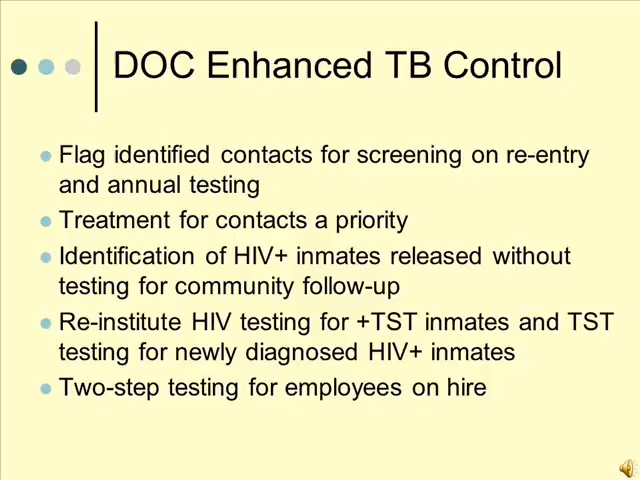 DOC Enhanced TB Control
Flag identified contacts for screening on re-entry
and annual testing
Treatment for contacts a priority
Identification of HIV+ inmates released without
testing for community follow-up
Re-institute HIV testing for +TST inmates and TST
testing for newly diagnosed HIV+ inmates
Two-step testing for employees on hire